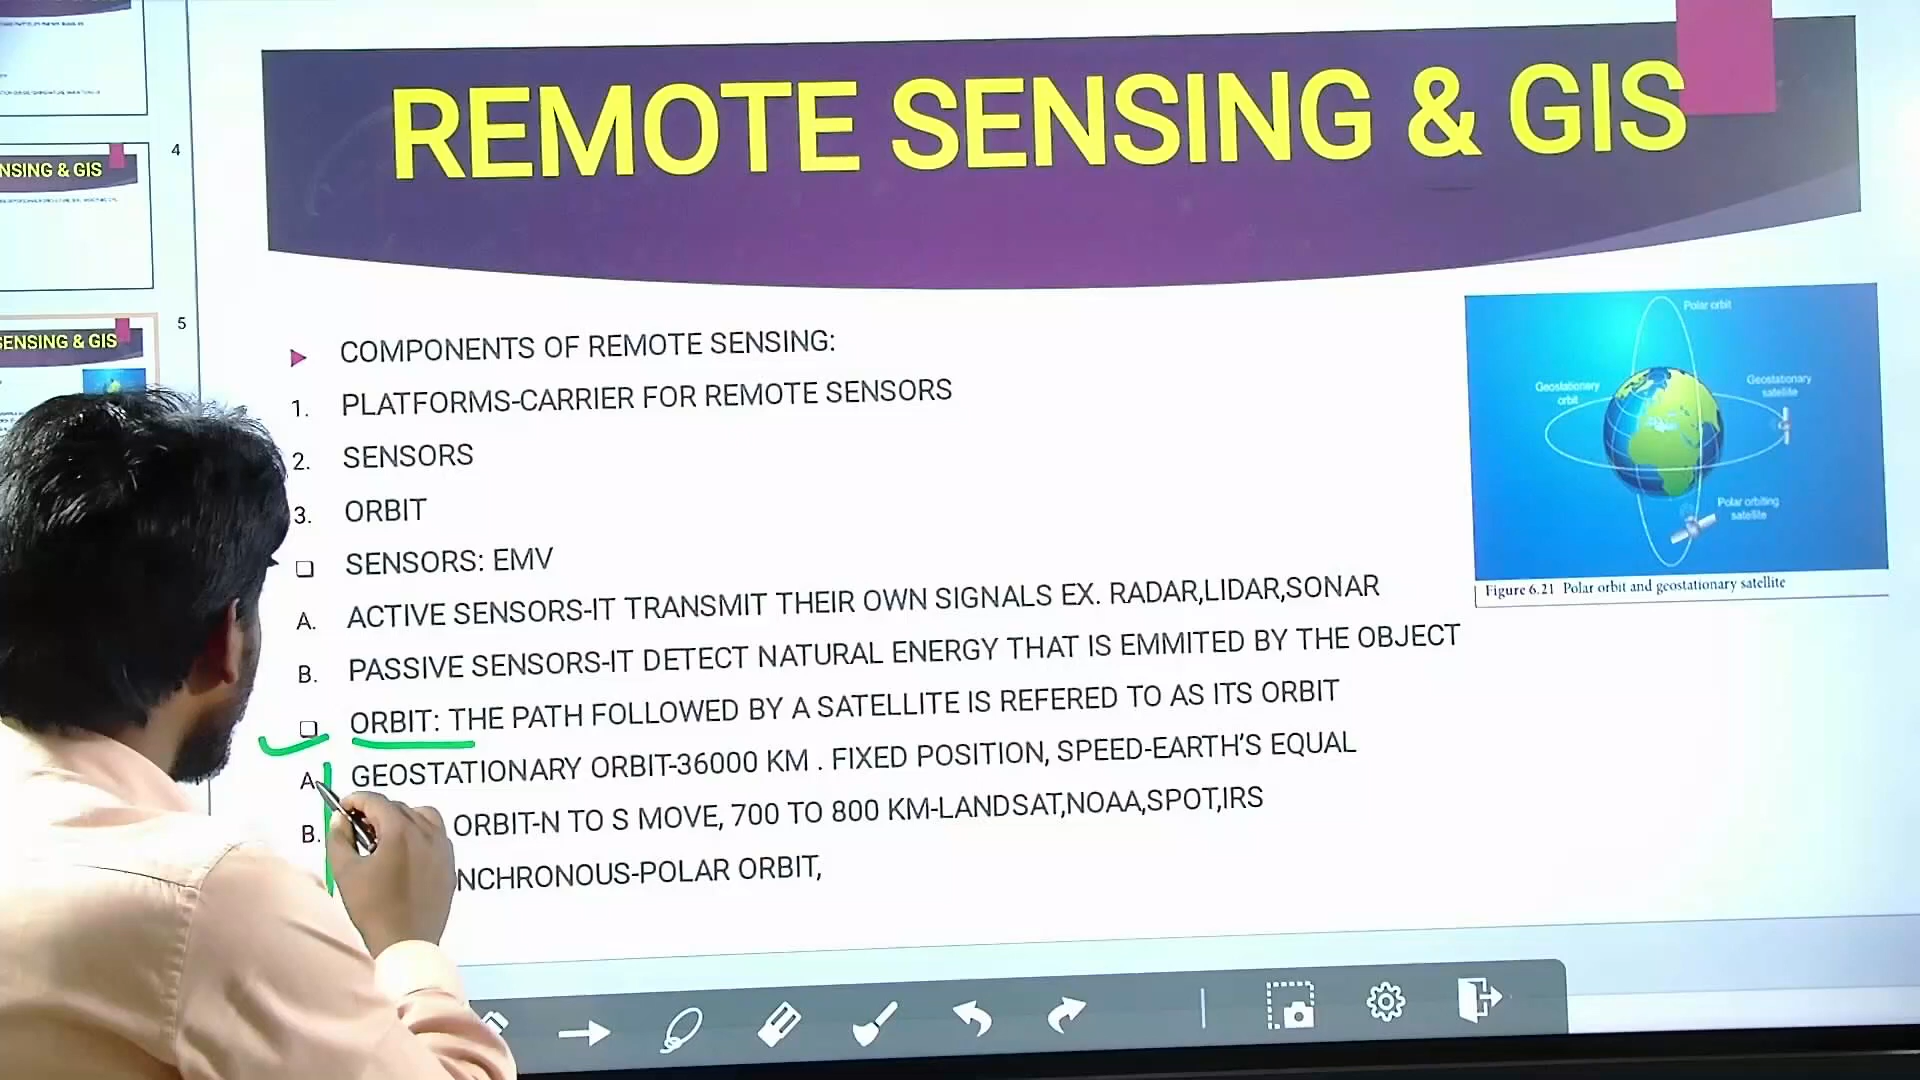 REMOTE SENSING & GIS
4
NSING & GIS
5
SENSING & GIS
COMPONENTS OF REMOTE SENSING:
1. PLATFORMS-CARRIER FOR REMOTE SENSORS
2. SENSORS
3. ORBIT
SENSORS: EMV
A. ACTIVE SENSORS-IT TRANSMIT THEIR OWN SIGNALS EX. RADAR,LIDAR,SONAR
B. PASSIVE SENSORS-IT DETECT NATURAL ENERGY THAT IS EMMITED BY THE OBJECT
ORBIT: THE PATH FOLLOWED BY A SATELLITE IS REFERED TO AS ITS ORBIT
A. GEOSTATIONARY ORBIT-36000 KM . FIXED POSITION, SPEED-EARTH'S EQUAL
B. ORBIT-N TO S MOVE, 700 TO 800 KM-LANDSAT,NOAA,SPOT,IRS
NCHRONOUS-POLAR ORBIT,
Polar orbit
Geostationary
orbit
Geostationary
satellite
Polar orbiting
satellite
Figure 6.21 Polar orbit and geostationary satellite